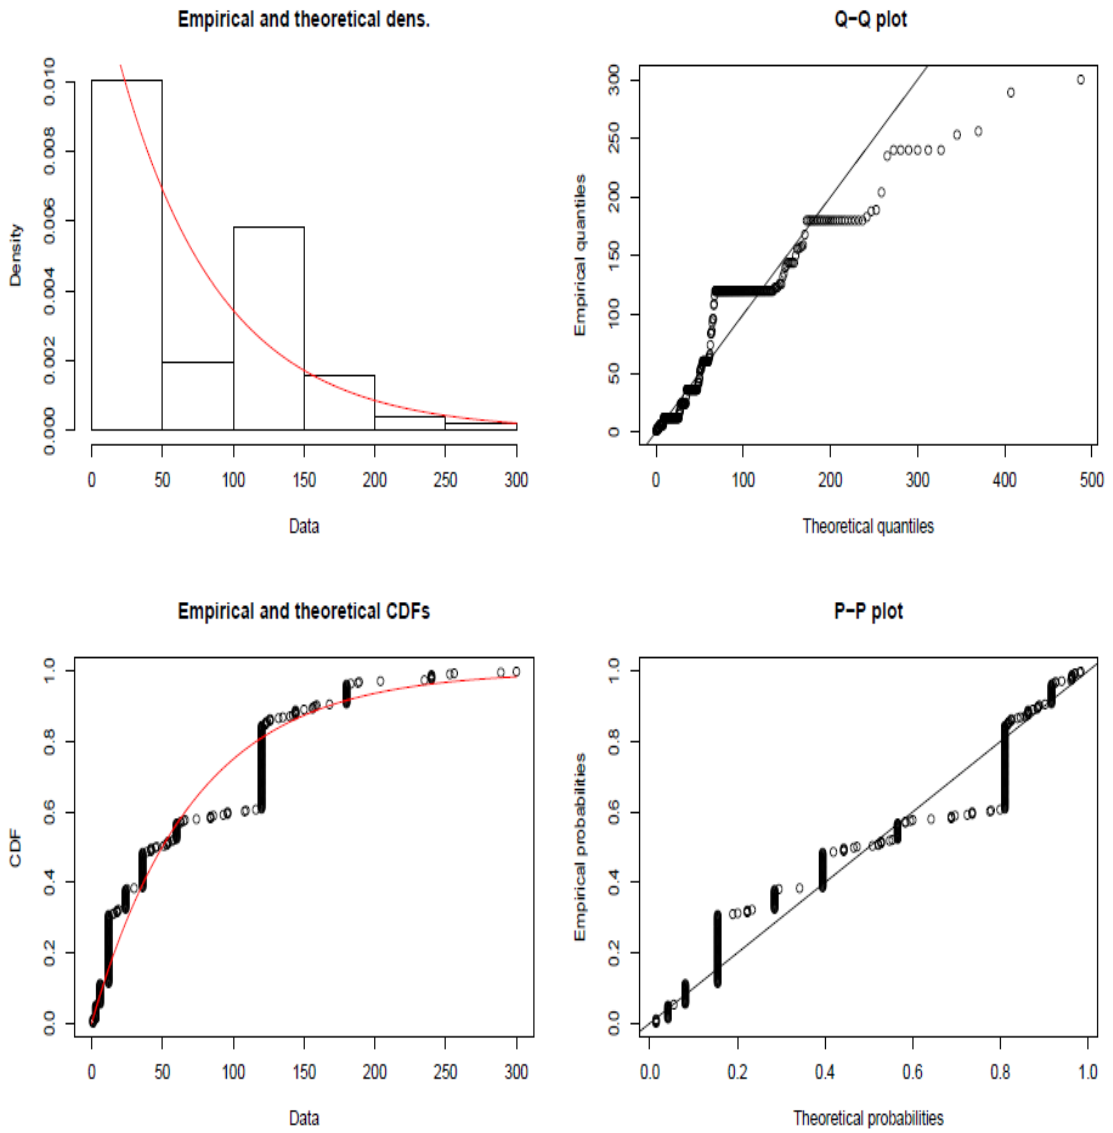 Empirical and theoretical dens.
Density
0.000 0.002 0.004 0.006 0.008 0.010
0 50 100 150 200 250 300
Data
Q−Q plot
Empirical quantiles
0 50 100 150 200 250 300
0 100 200 300 400 500
Theoretical quantiles
Empirical and theoretical CDFs
CDF
0.0 0.2 0.4 0.6 0.8 1.0
0 50 100 150 200 250 300
Data
P−P plot
Empirical probabilities
0.0 0.2 0.4 0.6 0.8 1.0
0.0 0.2 0.4 0.6 0.8 1.0
Theoretical probabilities